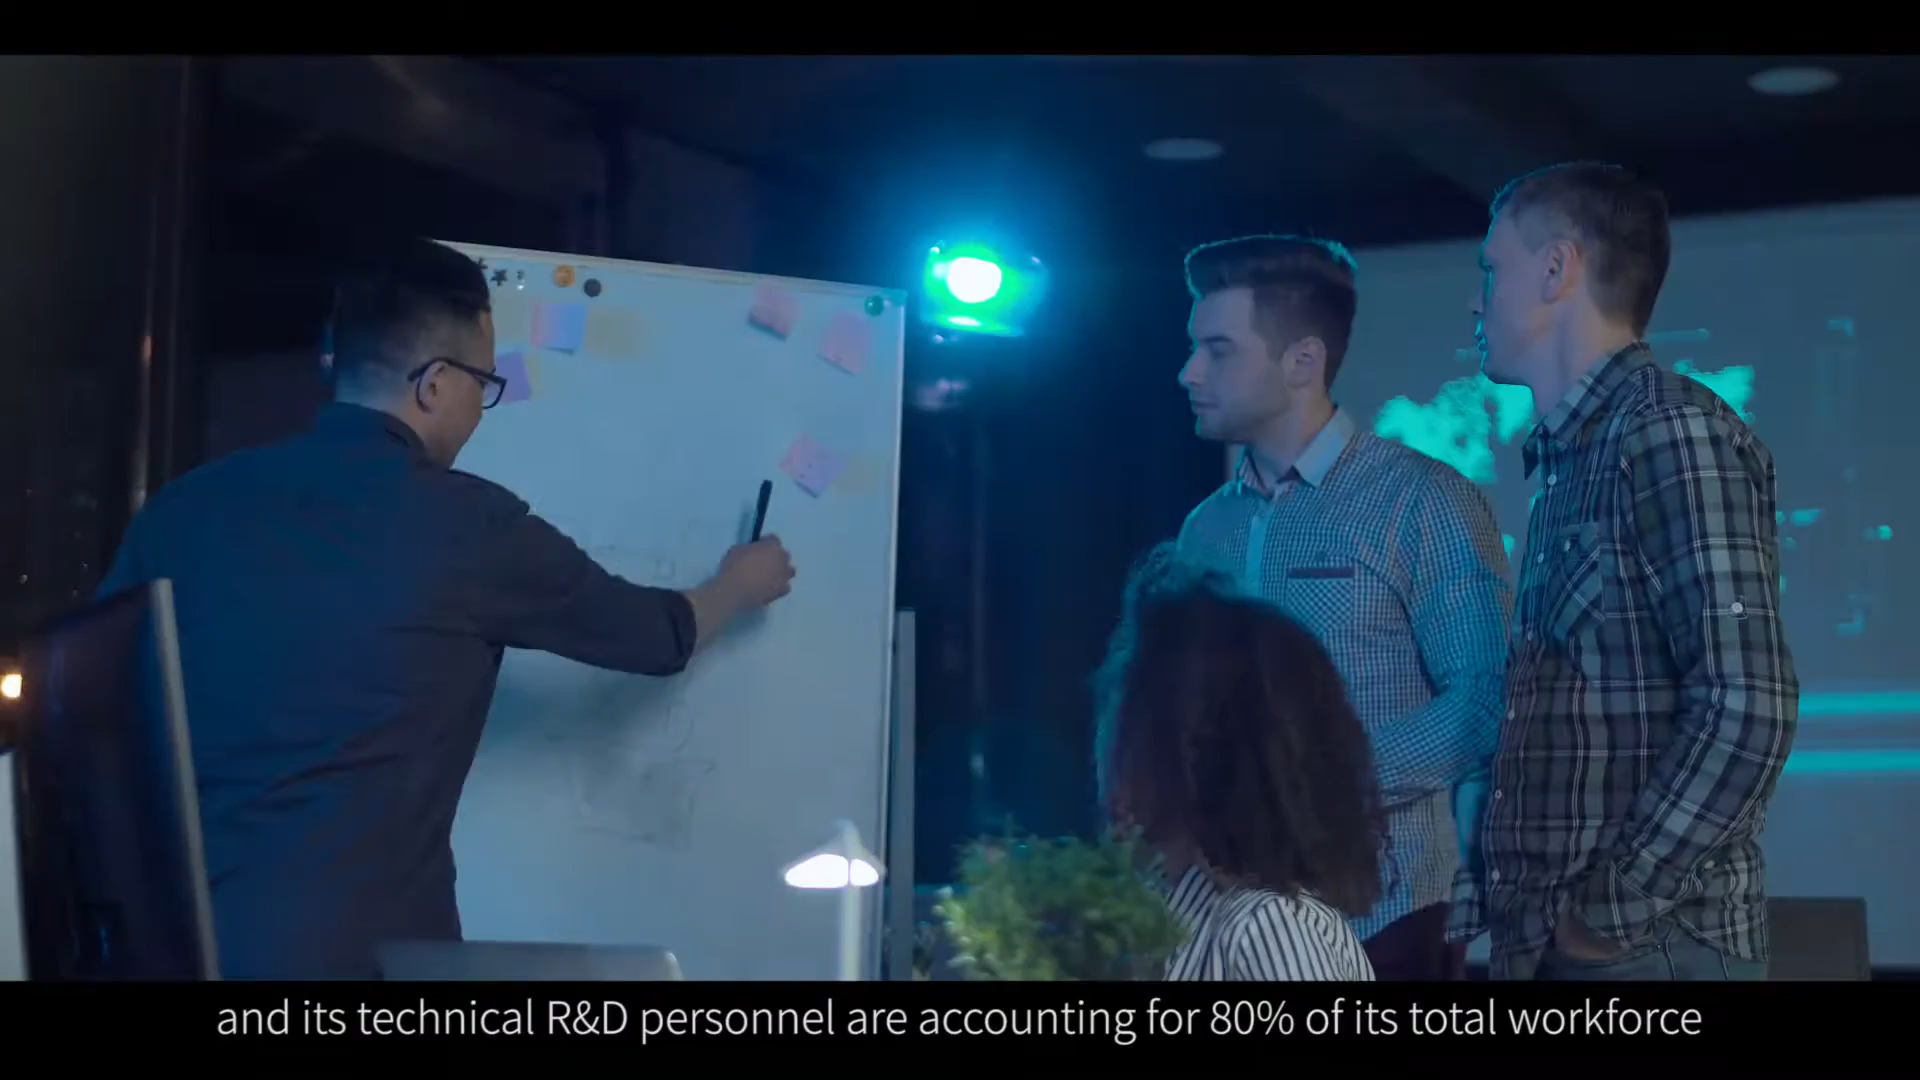 and its technical R&D personnel are accounting for 80% of its total workforce